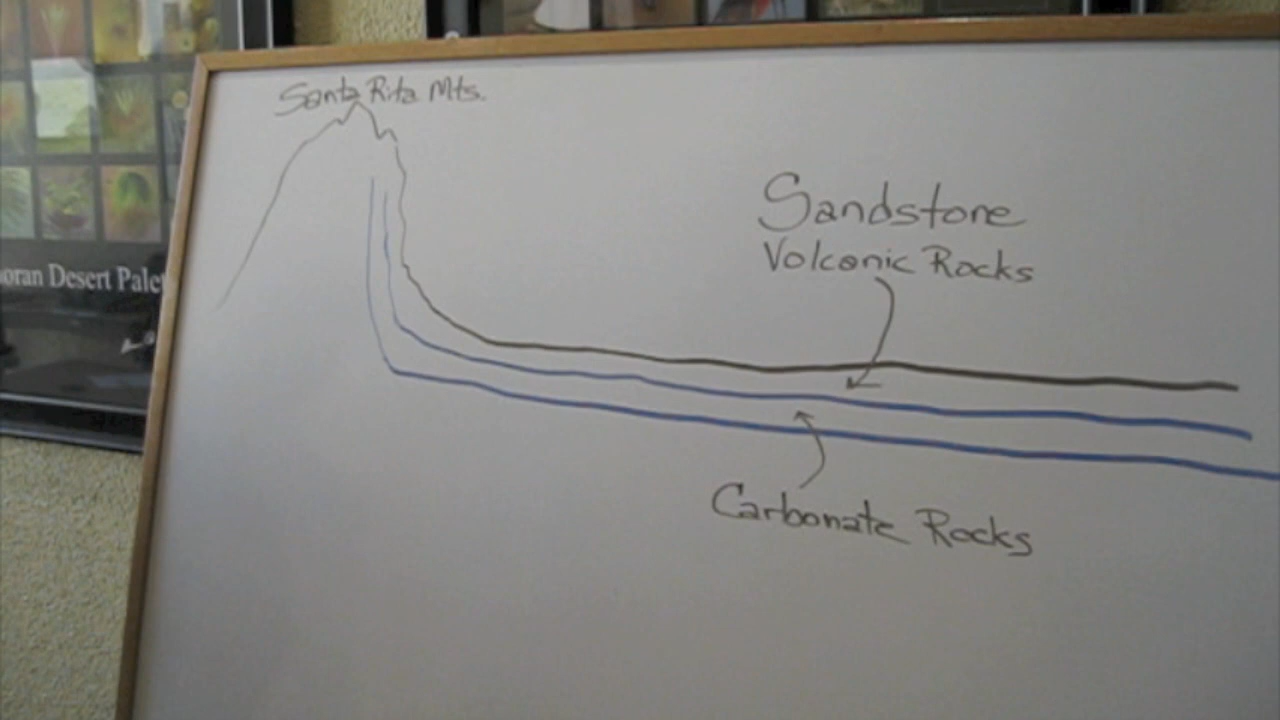 Santa Rita Mts.
Sandstone
Volcanic Rocks
Carbonate Rocks
oran Desert Palet